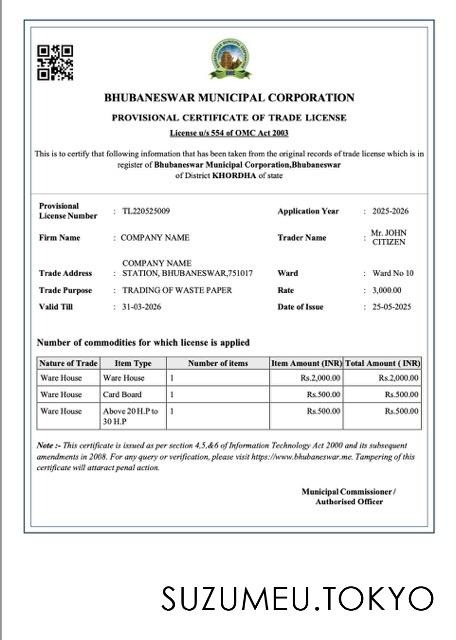 BHUBANESWAR MUNICIPAL CORPORATION
PROVISIONAL CERTIFICATE OF TRADE LICENSE
License u/s 554 of OMC Act 2003
This is to certify that following information that has been taken from the original records of trade license which is in
register of Bhubaneswar Municipal Corporation,Bhubaneswar
of District KHORDHA of state
Provisional License Number : TL220525009 Application Year : 2025-2026
Firm Name : COMPANY NAME Trader Name : Mr. JOHN CITIZEN
Trade Address : COMPANY NAME STATION, BHUBANESWAR,751017 Ward : Ward No 10
Trade Purpose : TRADING OF WASTE PAPER Rate : 3,000.00
Valid Till : 31-03-2026 Date of Issue : 25-05-2025
Number of commodities for which license is applied
Nature of Trade Item Type Number of items Item Amount (INR) Total Amount ( INR)
Ware House Ware House 1 Rs.2,000.00 Rs.2,000.00
Ware House Card Board 1 Rs.500.00 Rs.500.00
Ware House Above 20 H.P to 30 H.P 1 Rs.500.00 Rs.500.00
Note :- This certificate is issued as per section 4,5,&6 of Information Technology Act 2000 and its subsequent
amendments in 2008. For any query or verification, please visit https://www.bhubaneswar.me. Tampering of this
certificate will attaract penal action.
Municipal Commissioner /
Authorised Officer
SUZUMEU.TOKYO